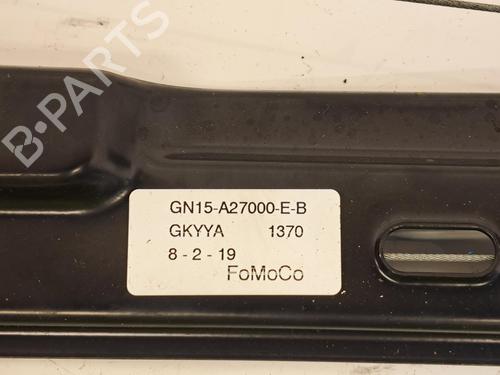 B-PARTS
GN15-A27000-E-B
GKYYA 1370
8 - 2 - 19
FoMoCo